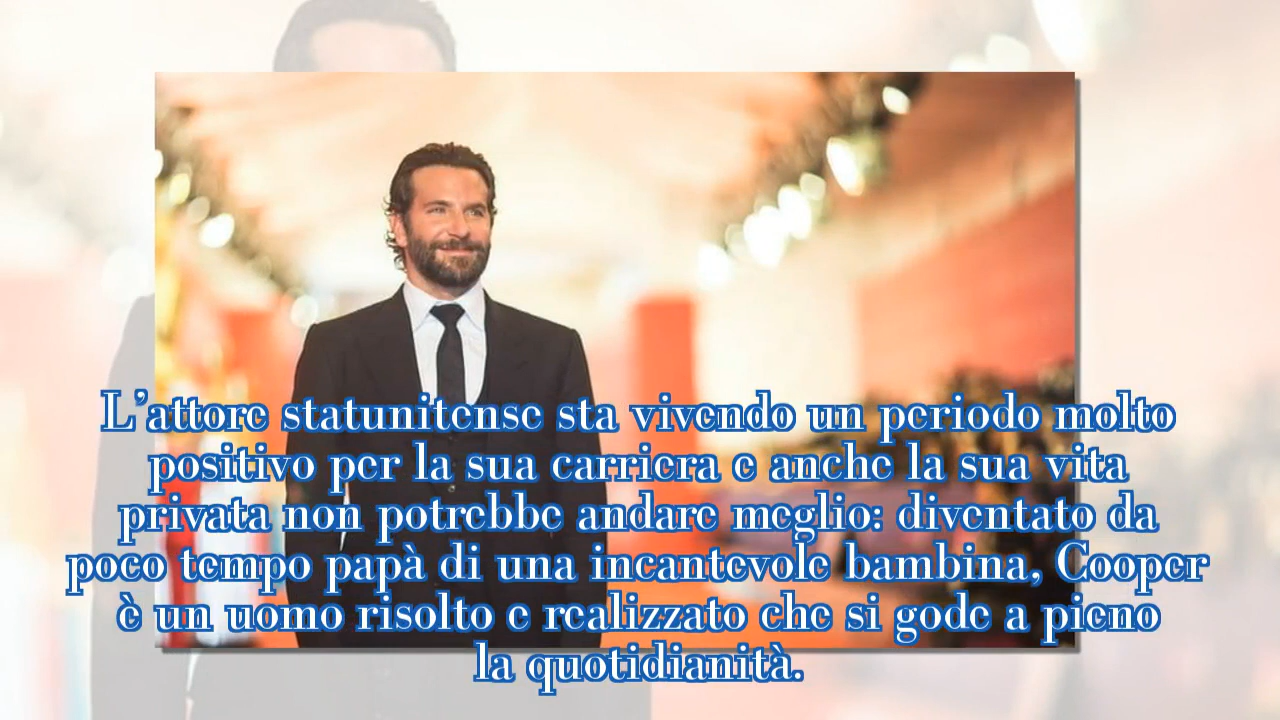 L'attore statunitense sta vivendo un periodo molto
positivo per la sua carriera e anche la sua vita
privata non potrebbe andare meglio: diventato da
poco tempo papà di una incantevole bambina, Cooper
è un uomo risolto e realizzato che si gode a pieno
la quotidianità.